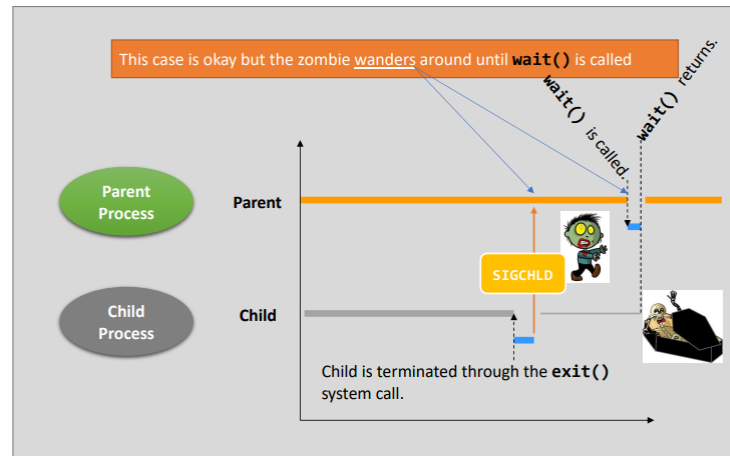 This case is okay but the zombie wanders around until wait() is called
wait() is called.
wait() returns.
Parent
Process
Parent
SIGCHLD
Child
Process
Child
Child is terminated through the exit()
system call.